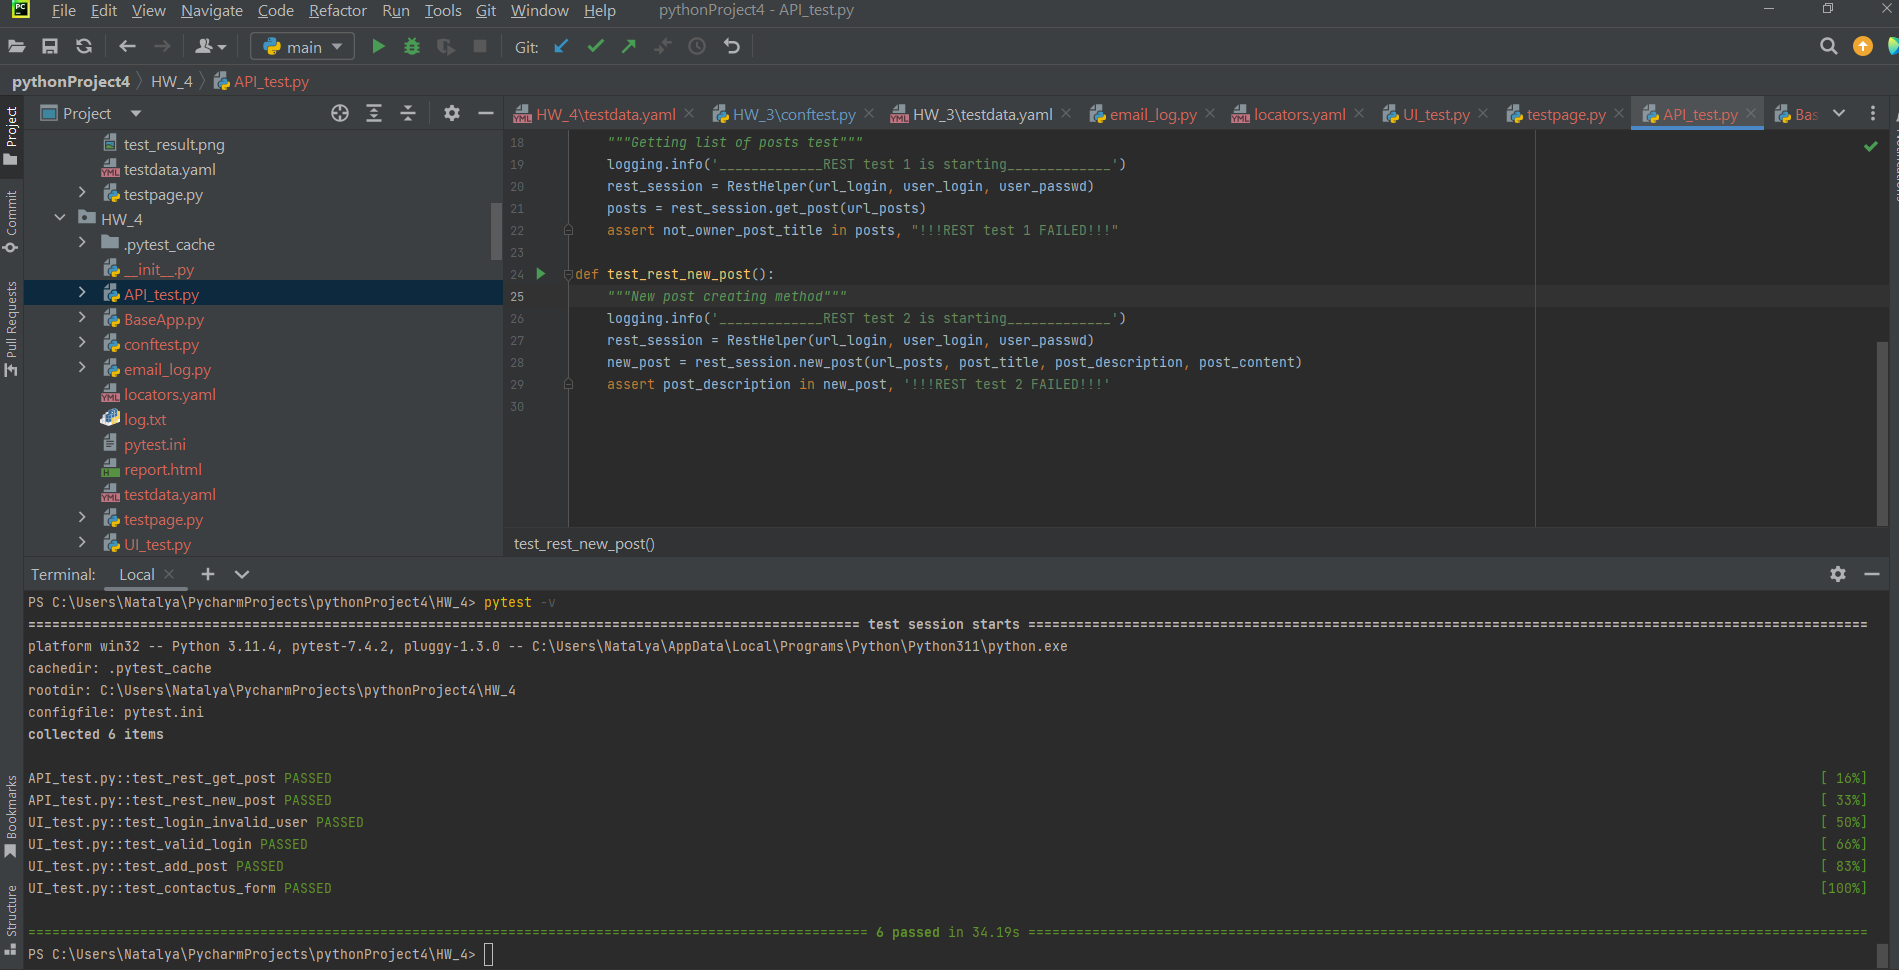 PC File Edit View Navigate Code Refactor Run Tools Git Window Help pythonProject4 - API_test.py
main Git:
pythonProject4 HW_4 API_test.py
Project
HW_4\testdata.yaml HW_3\conftest.py HW_3\testdata.yaml email_log.py locators.yaml UI_test.py testpage.py API_test.py Bas
Project
Commit
Pull Requests
Bookmarks
Structure
test_result.png
testdata.yaml
testpage.py
HW_4
.pytest_cache
__init__.py
API_test.py
BaseApp.py
conftest.py
email_log.py
locators.yaml
log.txt
pytest.ini
report.html
testdata.yaml
testpage.py
UI_test.py
18 """Getting list of posts test"""
19 logging.info('_____________REST test 1 is starting_____________')
20 rest_session = RestHelper(url_login, user_login, user_passwd)
21 posts = rest_session.get_post(url_posts)
22 assert not_owner_post_title in posts, "!!!REST test 1 FAILED!!!"
23
24 def test_rest_new_post():
25 """New post creating method"""
26 logging.info('_____________REST test 2 is starting_____________')
27 rest_session = RestHelper(url_login, user_login, user_passwd)
28 new_post = rest_session.new_post(url_posts, post_title, post_description, post_content)
29 assert post_description in new_post, '!!!REST test 2 FAILED!!!'
30
test_rest_new_post()
Terminal: Local
PS C:\Users\Natalya\PycharmProjects\pythonProject4\HW_4> pytest -v
======================================================================================================== test session starts =========================================================================================================
platform win32 -- Python 3.11.4, pytest-7.4.2, pluggy-1.3.0 -- C:\Users\Natalya\AppData\Local\Programs\Python\Python311\python.exe
cachedir: .pytest_cache
rootdir: C:\Users\Natalya\PycharmProjects\pythonProject4\HW_4
configfile: pytest.ini
collected 6 items
API_test.py::test_rest_get_post PASSED [ 16%]
API_test.py::test_rest_new_post PASSED [ 33%]
UI_test.py::test_login_invalid_user PASSED [ 50%]
UI_test.py::test_valid_login PASSED [ 66%]
UI_test.py::test_add_post PASSED [ 83%]
UI_test.py::test_contactus_form PASSED [100%]
========================================================================================================= 6 passed in 34.19s =========================================================================================================
PS C:\Users\Natalya\PycharmProjects\pythonProject4\HW_4>